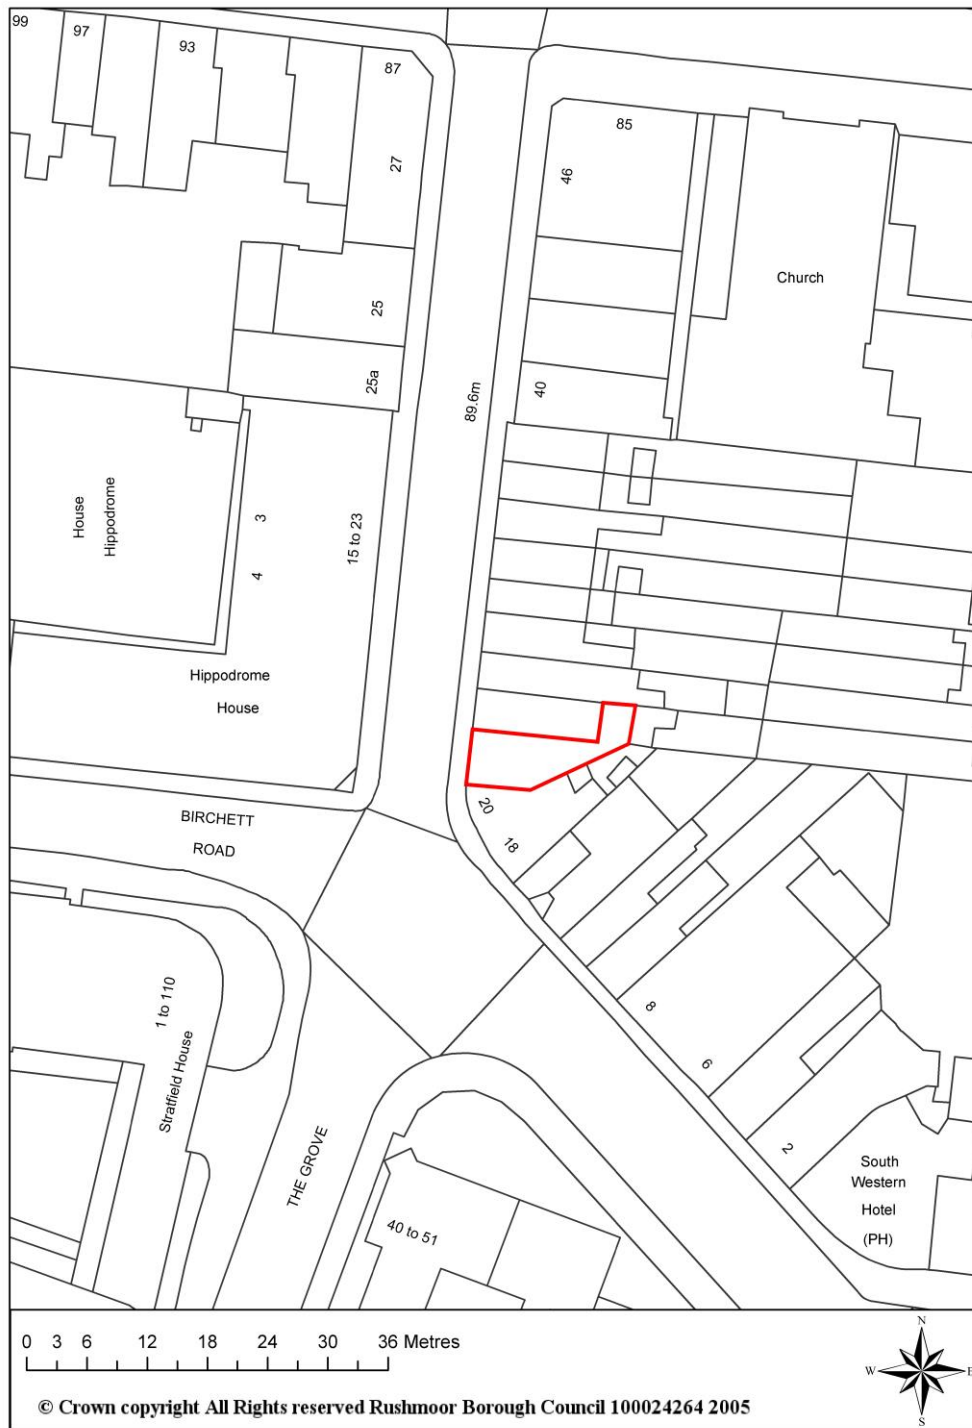 99
97
93
87
85
27
46
Church
25
25a
40
89.6m
House
Hippodrome
3
4
15 to 23
Hippodrome
House
BIRCHETT
ROAD
20
18
1 to 110
Stratfield House
8
6
2
THE GROVE
40 to 51
South
Western
Hotel
(PH)
0 3 6 12 18 24 30 36 Metres
N
W E
S
© Crown copyright All Rights reserved Rushmoor Borough Council 100024264 2005